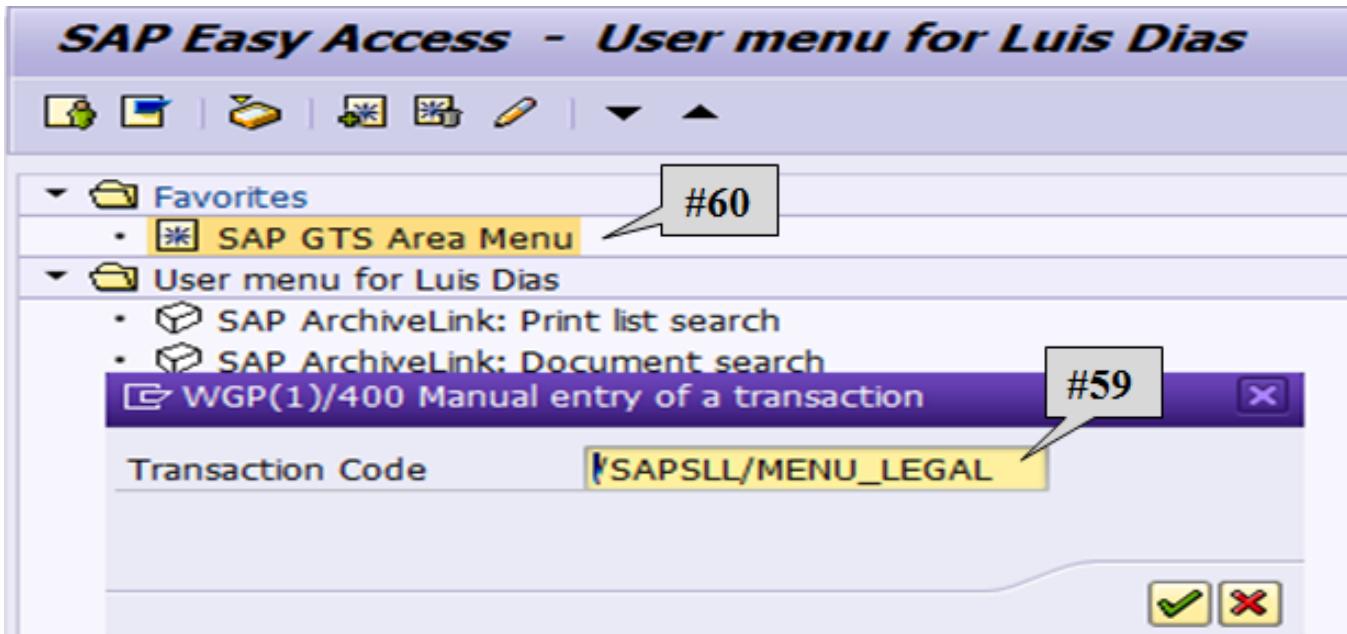 SAP Easy Access - User menu for Luis Dias
Favorites
#60
SAP GTS Area Menu
User menu for Luis Dias
SAP ArchiveLink: Print list search
SAP ArchiveLink: Document search
#59
WGP(1)/400 Manual entry of a transaction
Transaction Code /SAPSLL/MENU_LEGAL